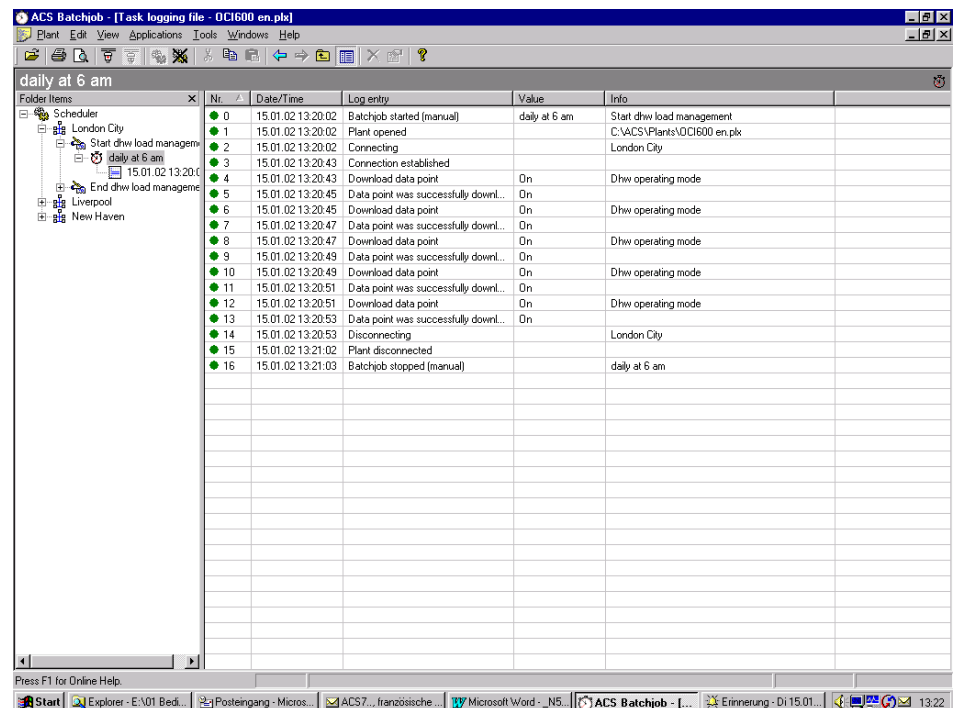 ACS Batchjob - [Task logging file - OCI600 en.plx]
Plant Edit View Applications Tools Windows Help
daily at 6 am
Folder Items
Scheduler
London City
Start dhw load managem
daily at 6 am
15.01.02 13:20:0
End dhw load manageme
Liverpool
New Haven
Nr. Date/Time Log entry Value Info
0 15.01.02 13:20:02 Batchjob started (manual) daily at 6 am Start dhw load management
1 15.01.02 13:20:02 Plant opened C:\ACS\Plants\OCI600 en.plx
2 15.01.02 13:20:02 Connecting London City
3 15.01.02 13:20:43 Connection established
4 15.01.02 13:20:43 Download data point On Dhw operating mode
5 15.01.02 13:20:45 Data point was successfully downl... On
6 15.01.02 13:20:45 Download data point On Dhw operating mode
7 15.01.02 13:20:47 Data point was successfully downl... On
8 15.01.02 13:20:47 Download data point On Dhw operating mode
9 15.01.02 13:20:49 Data point was successfully downl... On
10 15.01.02 13:20:49 Download data point On Dhw operating mode
11 15.01.02 13:20:51 Data point was successfully downl... On
12 15.01.02 13:20:51 Download data point On Dhw operating mode
13 15.01.02 13:20:53 Data point was successfully downl... On
14 15.01.02 13:20:53 Disconnecting London City
15 15.01.02 13:21:02 Plant disconnected
16 15.01.02 13:21:03 Batchjob stopped (manual) daily at 6 am
Press F1 for Online Help.
Start Explorer - E:\01 Bedi... Posteingang - Micros... ACS7..., französische ... Microsoft Word - _N5... ACS Batchjob - [... Erinnerung - Di 15.01.... 13:22